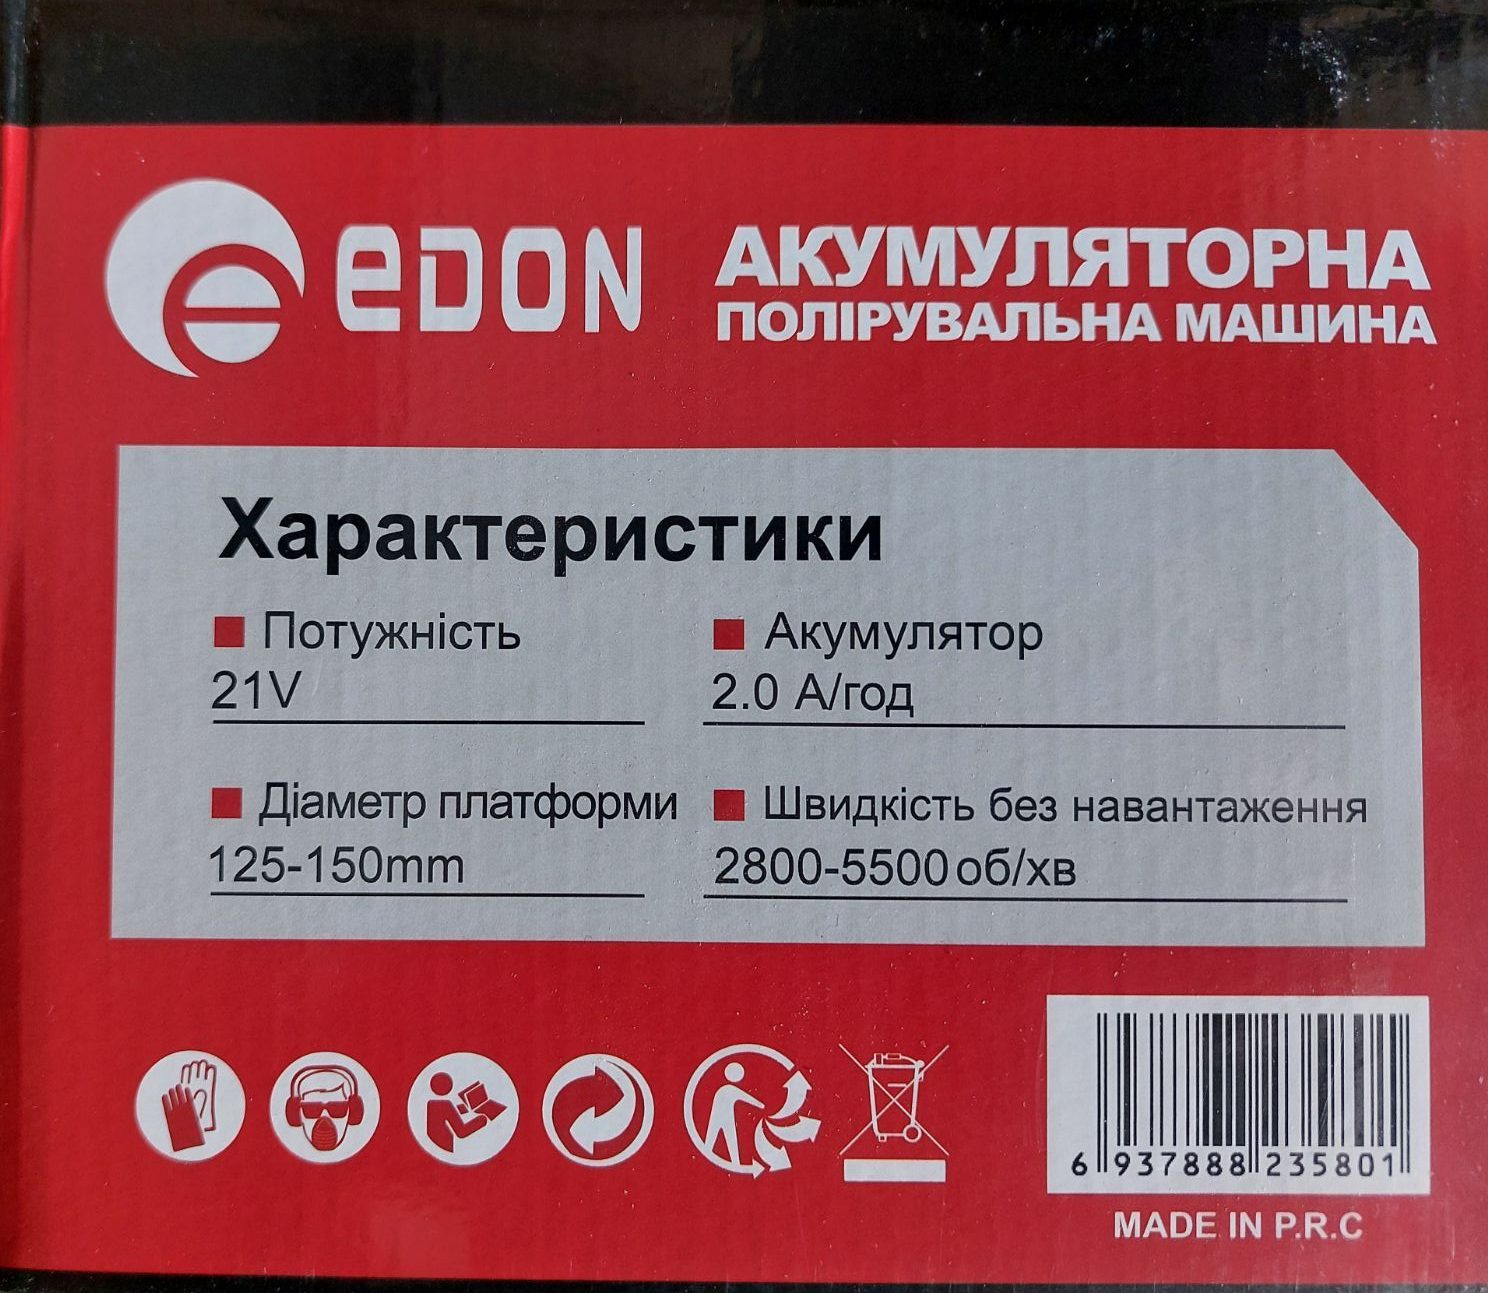 eDON
АКУМУЛЯТОРНА
ПОЛІРУВАЛЬНА МАШИНА
Характеристики
Потужність
21V
Акумулятор
2.0 А/год
Діаметр платформи
125-150mm
Швидкість без навантаження
2800-5500 об/хв
6 937888 235801
MADE IN P.R.C